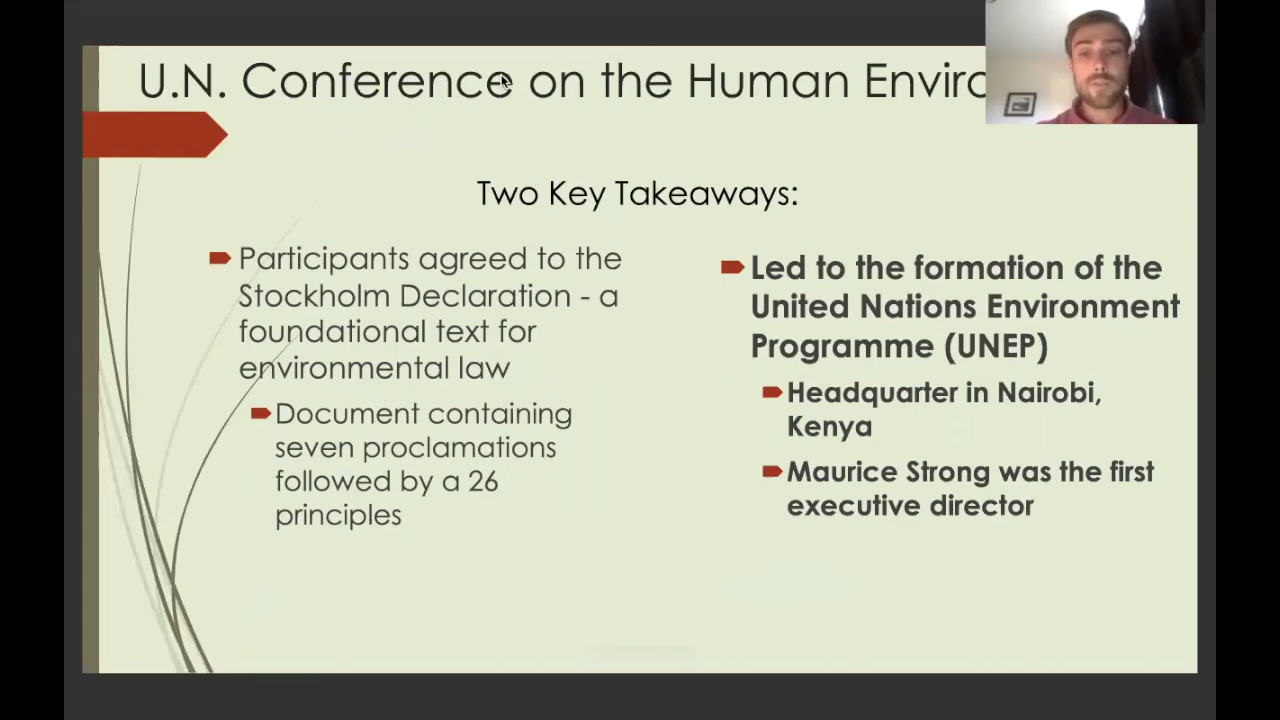 U.N. Conference on the Human Enviro
Two Key Takeaways:
Participants agreed to the
Stockholm Declaration - a
foundational text for
environmental law
Document containing
seven proclamations
followed by a 26
principles
Led to the formation of the
United Nations Environment
Programme (UNEP)
Headquarter in Nairobi,
Kenya
Maurice Strong was the first
executive director